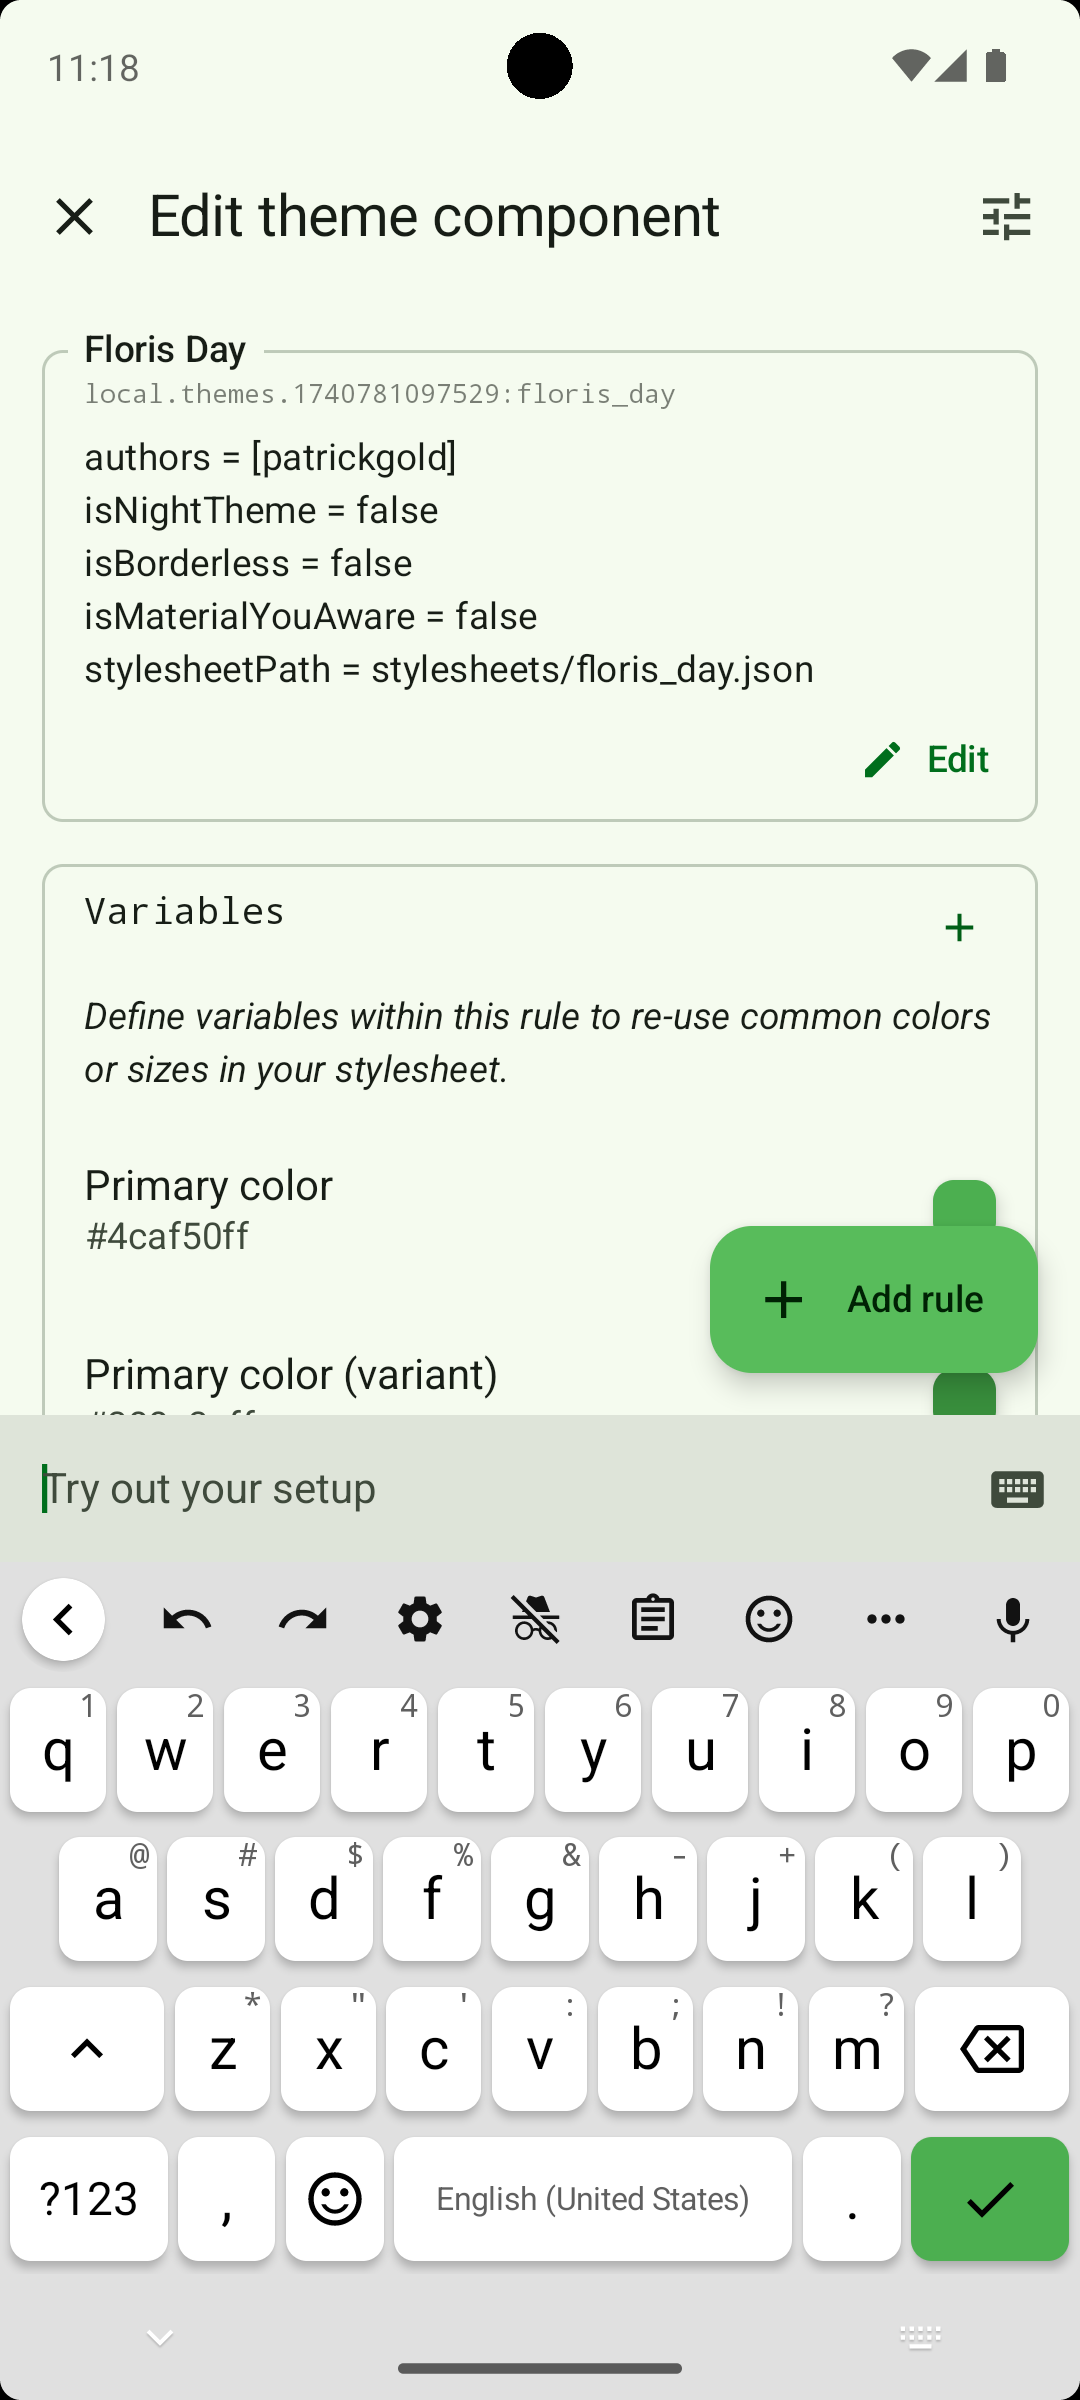 11:18
Edit theme component
Floris Day
local.themes.1740781097529:floris_day
authors = [patrickgold]
isNightTheme = false
isBorderless = false
isMaterialYouAware = false
stylesheetPath = stylesheets/floris_day.json
Edit
Variables
Define variables within this rule to re-use common colors
or sizes in your stylesheet.
Primary color
#4caf50ff
Add rule
Primary color (variant)
Try out your setup
1 2 3 4 5 6 7 8 9 0
q w e r t y u i o p
@ # $ % & - + ( )
a s d f g h j k l
* " ' : ; ! ?
z x c v b n m
?123 , English (United States) .